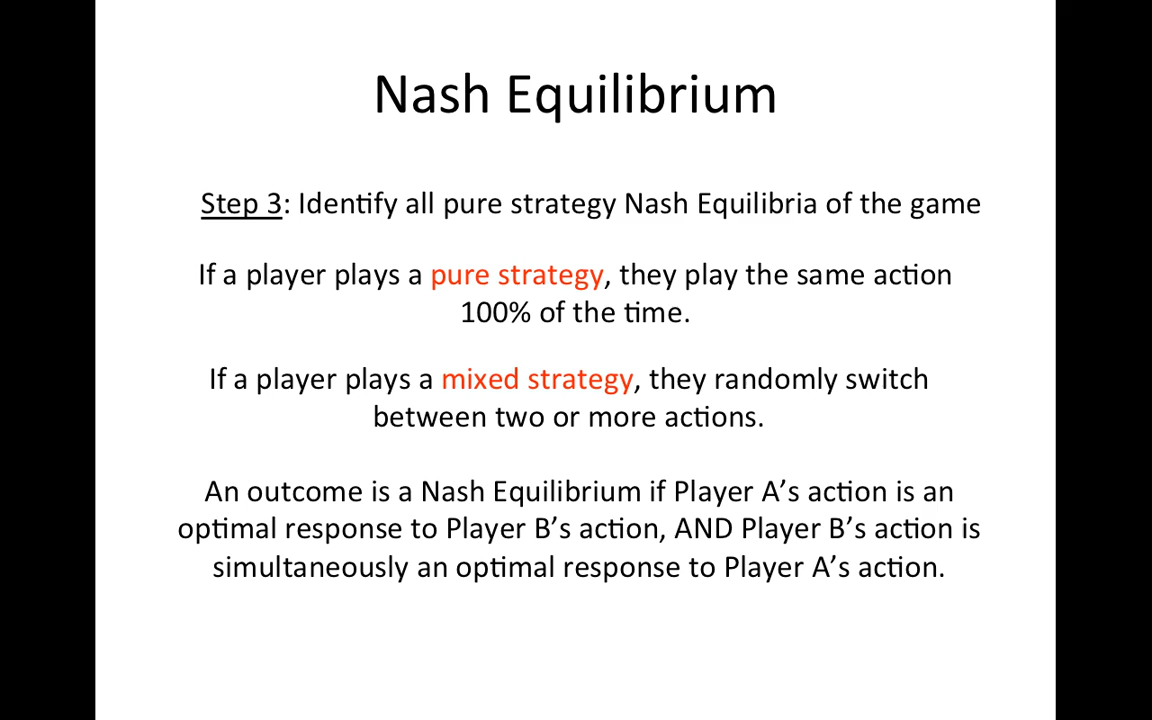 Nash Equilibrium
Step 3: Identify all pure strategy Nash Equilibria of the game
If a player plays a pure strategy, they play the same action
100% of the time.
If a player plays a mixed strategy, they randomly switch
between two or more actions.
An outcome is a Nash Equilibrium if Player A’s action is an
optimal response to Player B’s action, AND Player B’s action is
simultaneously an optimal response to Player A’s action.